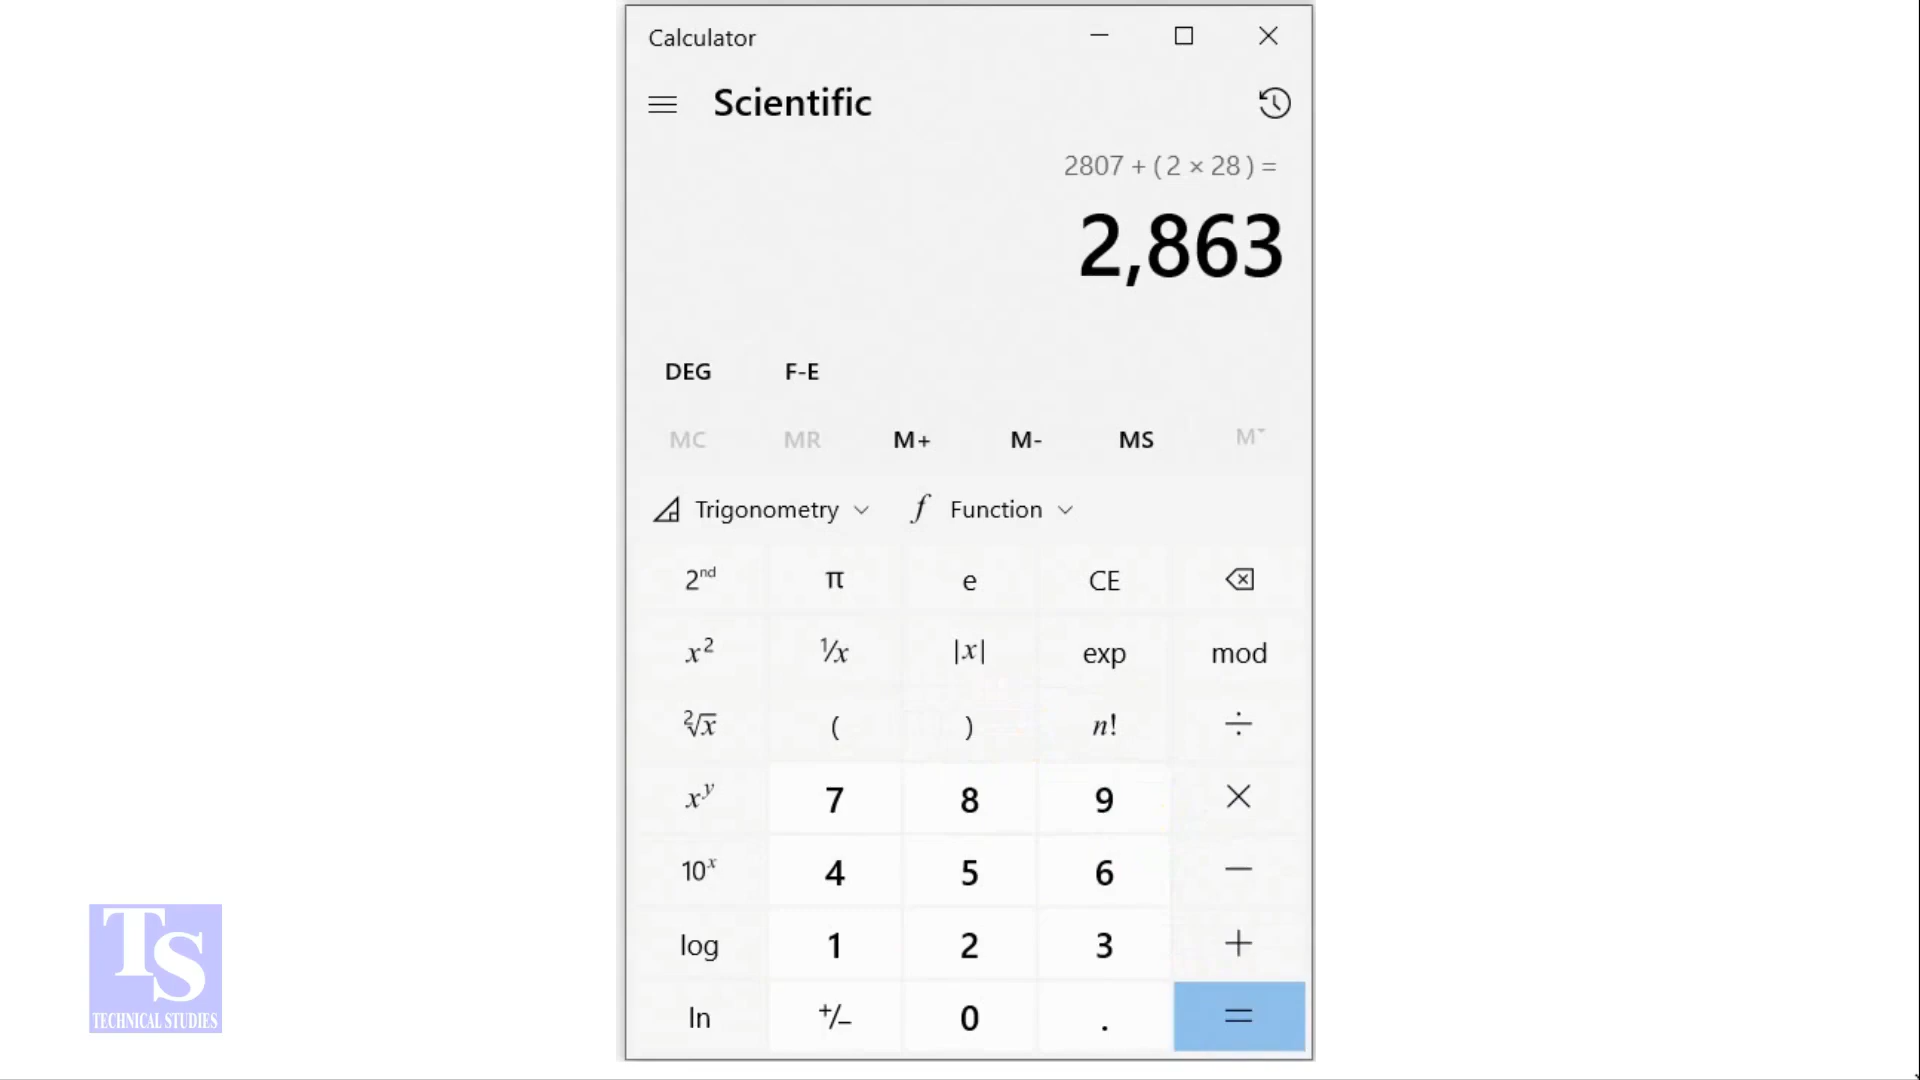 Calculator
Scientific
2807 + ( 2 × 28 ) =
2,863
DEG F-E
MC MR M+ M- MS M˅
Trigonometry f Function
2ⁿᵈ π e CE
x² ¹/x |x| exp mod
²√x ( ) n! ÷
xʸ 7 8 9 ×
10ˣ 4 5 6 −
log 1 2 3 +
ln +/− 0 . =
TS
TECHNICAL STUDIES